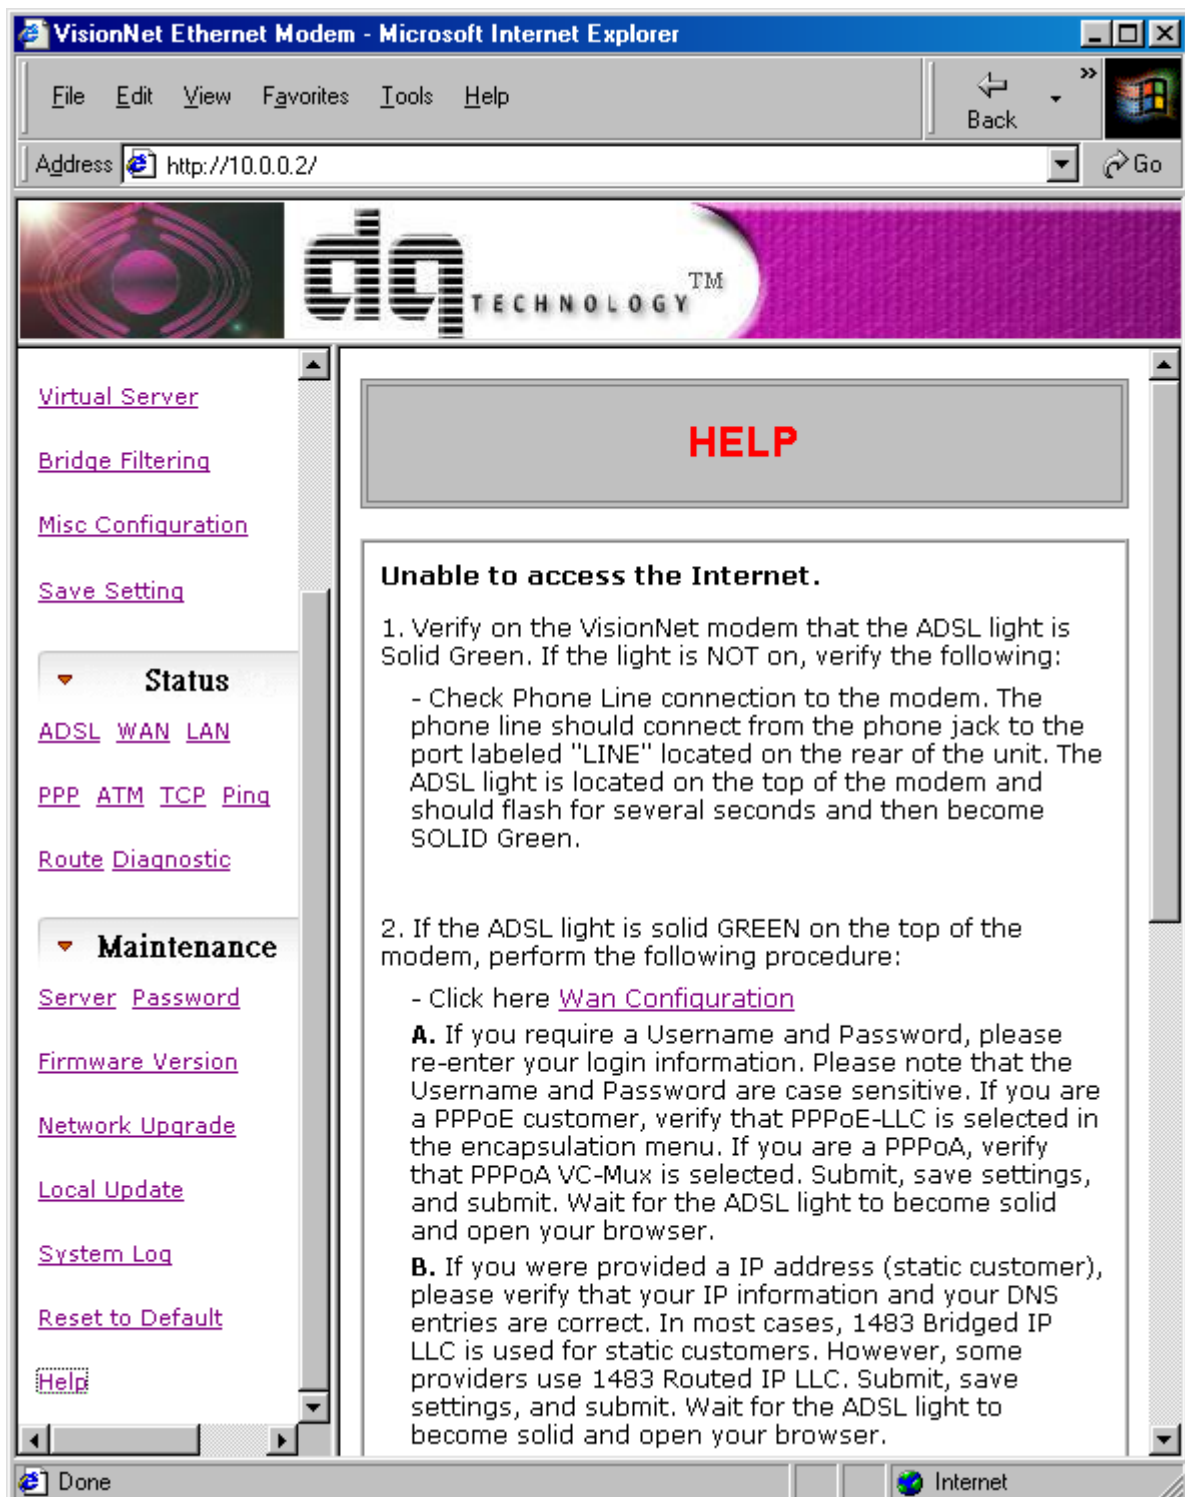 VisionNet Ethernet Modem - Microsoft Internet Explorer
File Edit View Favorites Tools Help
Back
»
Address http://10.0.0.2/ Go
dq TECHNOLOGY TM
Virtual Server
Bridge Filtering
Misc Configuration
Save Setting
Status
ADSL WAN LAN
PPP ATM TCP Ping
Route Diagnostic
Maintenance
Server Password
Firmware Version
Network Upgrade
Local Update
System Log
Reset to Default
Help
HELP
Unable to access the Internet.
1. Verify on the VisionNet modem that the ADSL light is
Solid Green. If the light is NOT on, verify the following:
- Check Phone Line connection to the modem. The
phone line should connect from the phone jack to the
port labeled "LINE" located on the rear of the unit. The
ADSL light is located on the top of the modem and
should flash for several seconds and then become
SOLID Green.
2. If the ADSL light is solid GREEN on the top of the
modem, perform the following procedure:
- Click here Wan Configuration
A. If you require a Username and Password, please
re-enter your login information. Please note that the
Username and Password are case sensitive. If you are
a PPPoE customer, verify that PPPoE-LLC is selected in
the encapsulation menu. If you are a PPPoA, verify
that PPPoA VC-Mux is selected. Submit, save settings,
and submit. Wait for the ADSL light to become solid
and open your browser.
B. If you were provided a IP address (static customer),
please verify that your IP information and your DNS
entries are correct. In most cases, 1483 Bridged IP
LLC is used for static customers. However, some
providers use 1483 Routed IP LLC. Submit, save
settings, and submit. Wait for the ADSL light to
become solid and open your browser.
Done
Internet